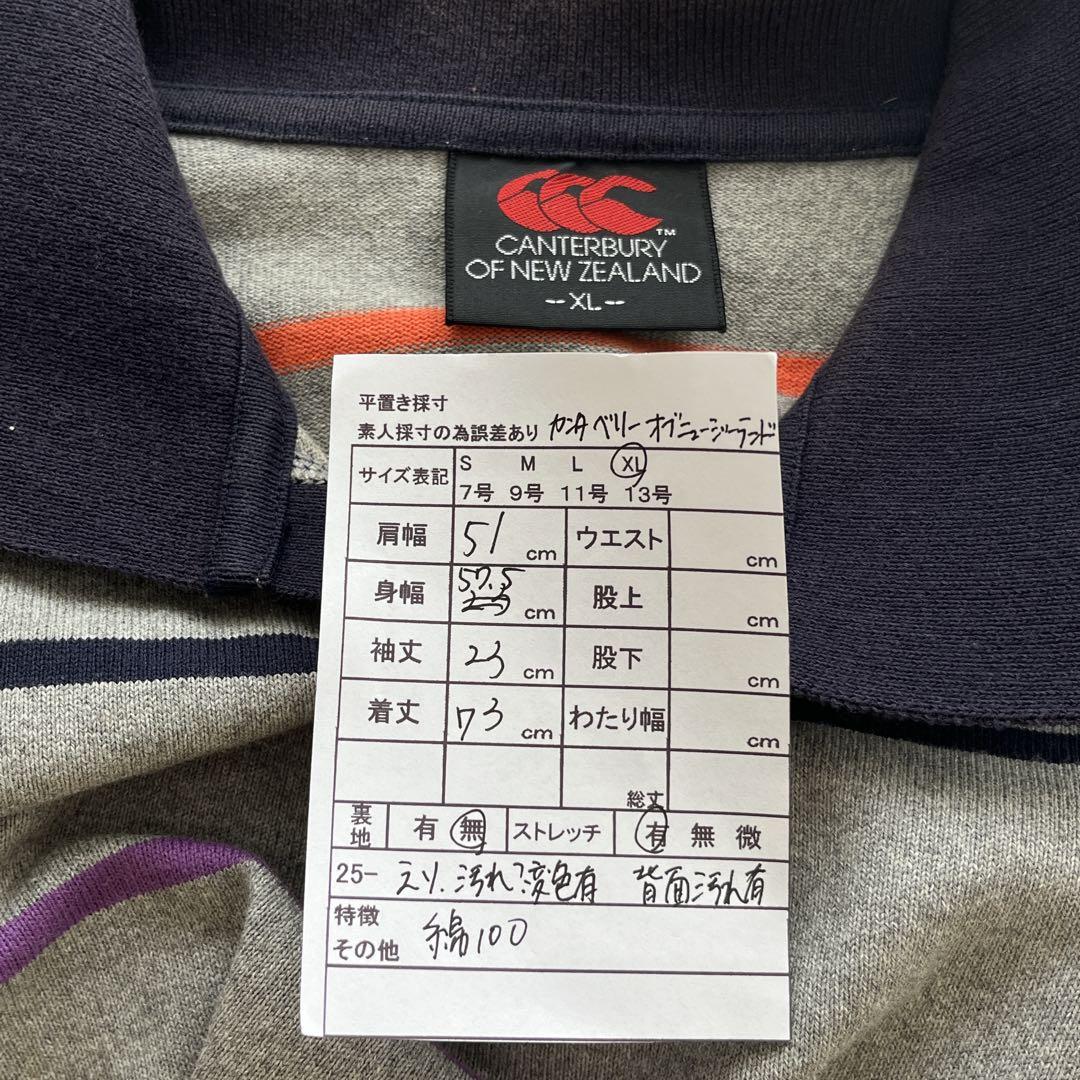 CANTERBURY
OF NEW ZEALAND
--XL--
TM
平置き採寸
素人採寸の為誤差あり カンタベリーオブニュージーランド
サイズ表記 S M L XL
7号 9号 11号 13号
肩幅 51 cm ウエスト cm
身幅 57.5 cm 股上 cm
袖丈 23 cm 股下 cm
着丈 73 cm わたり幅 cm
総丈
裏地 有 無 ストレッチ 有 無 微
25- えり、汚れ?変色有 背面汚れ有
特徴
その他 綿100